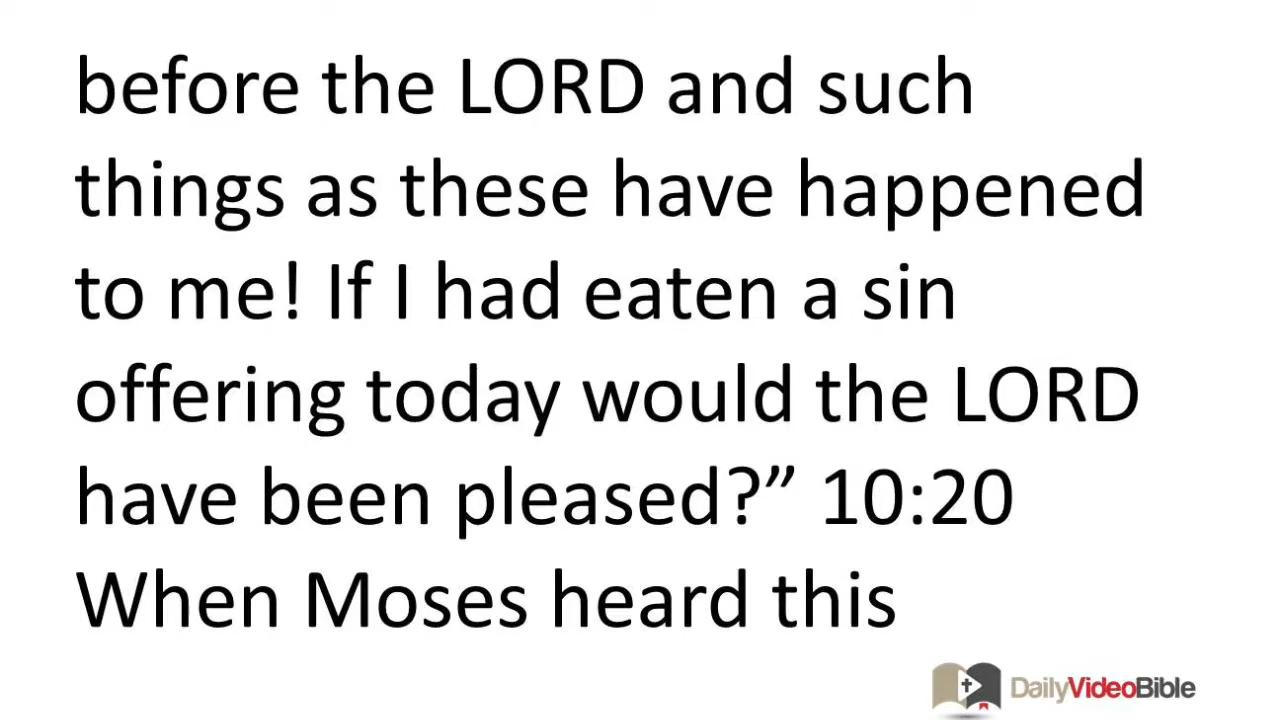 before the LORD and such
things as these have happened
to me! If I had eaten a sin
offering today would the LORD
have been pleased?” 10:20
When Moses heard this
DailyVideoBible